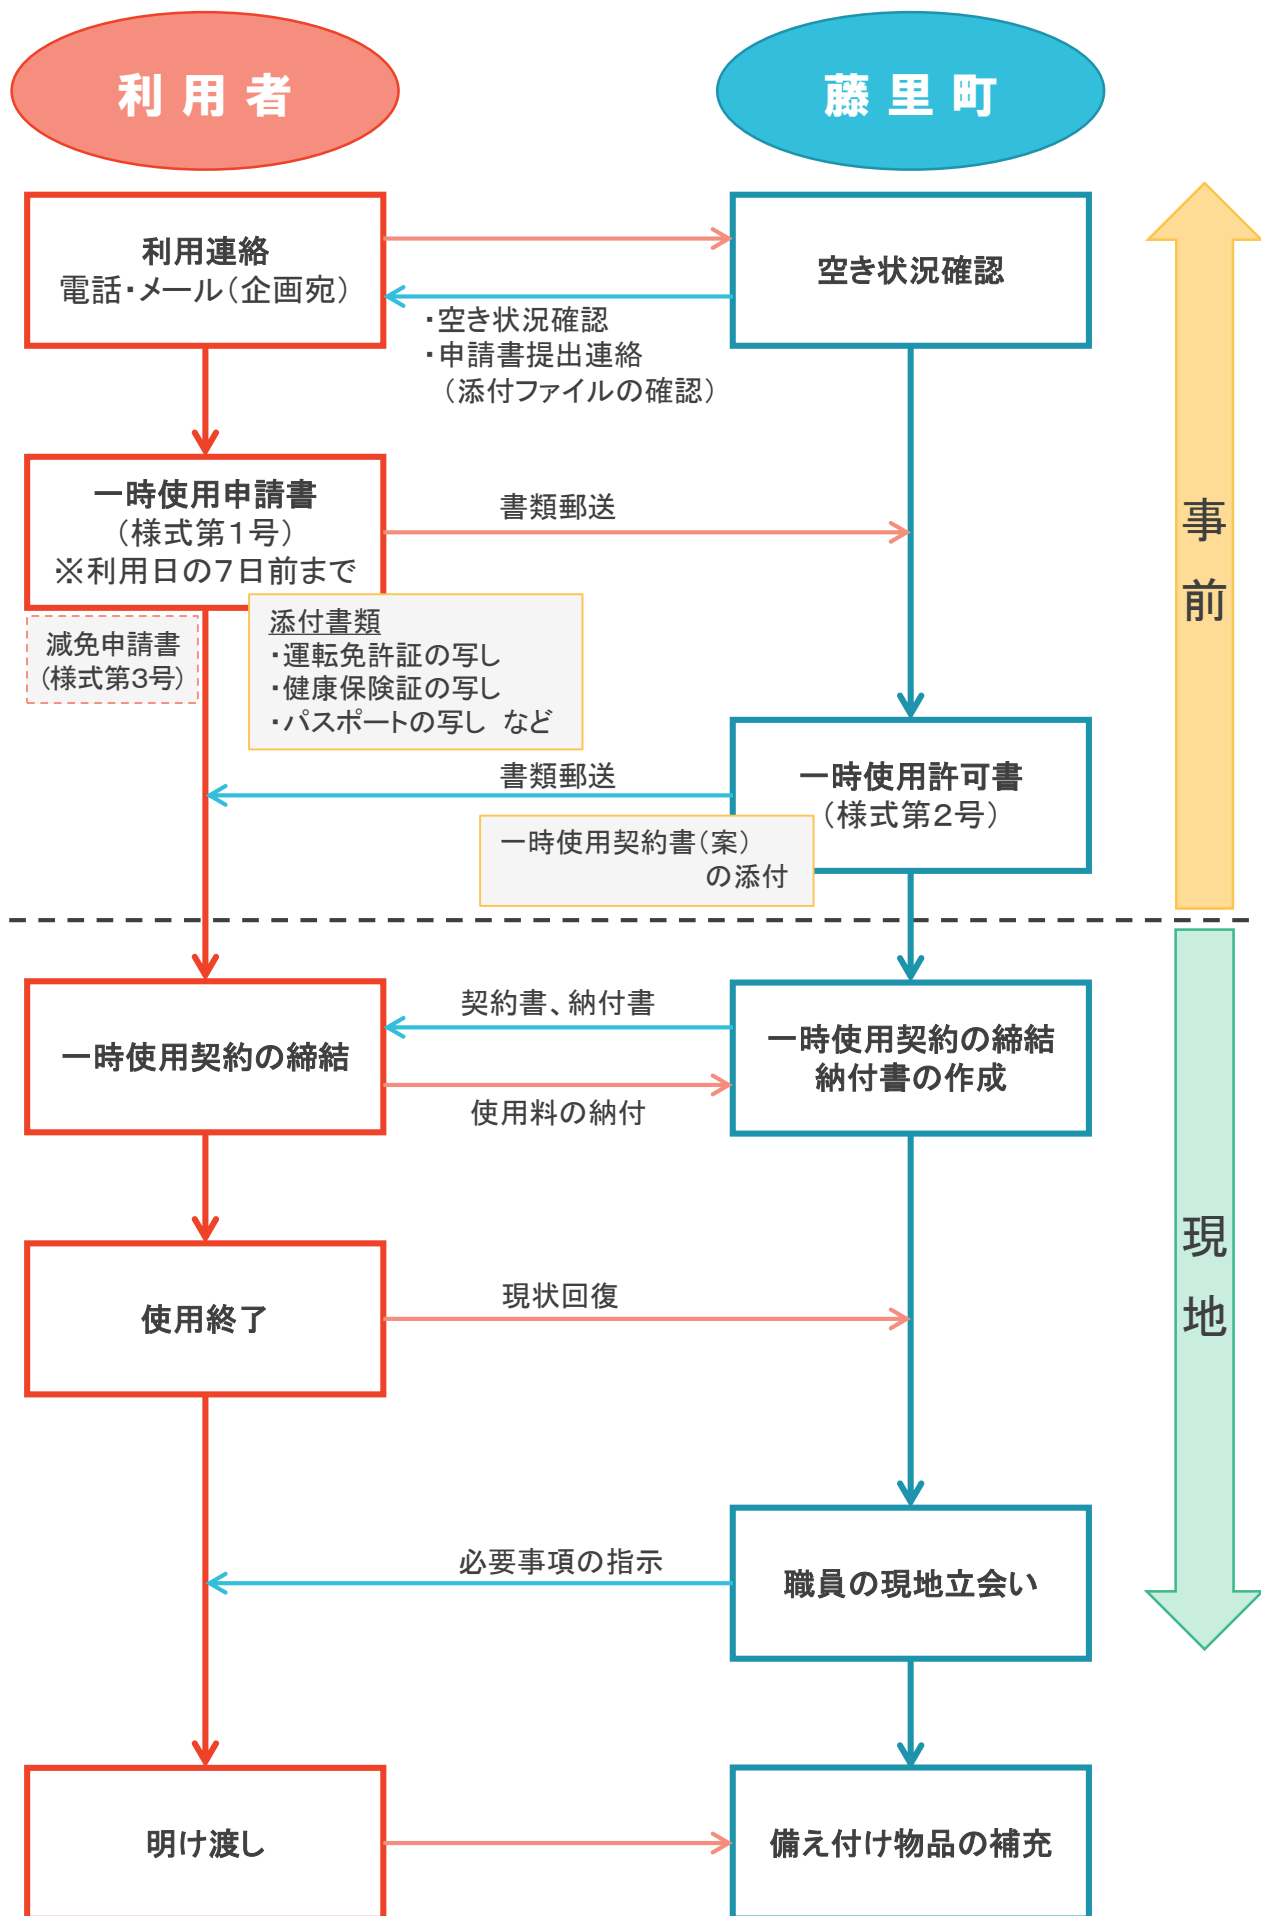 利用者
藤里町
利用連絡
電話・メール（企画宛）
空き状況確認
・空き状況確認
・申請書提出連絡
（添付ファイルの確認）
一時使用申請書
（様式第１号）
※利用日の７日前まで
書類郵送
減免申請書
（様式第３号）
添付書類
・運転免許証の写し
・健康保険証の写し
・パスポートの写し　など
書類郵送
一時使用許可書
（様式第２号）
一時使用契約書（案）
の添付
事前
一時使用契約の締結
契約書、納付書
使用料の納付
一時使用契約の締結
納付書の作成
使用終了
現状回復
現地
必要事項の指示
職員の現地立会い
明け渡し
備え付け物品の補充